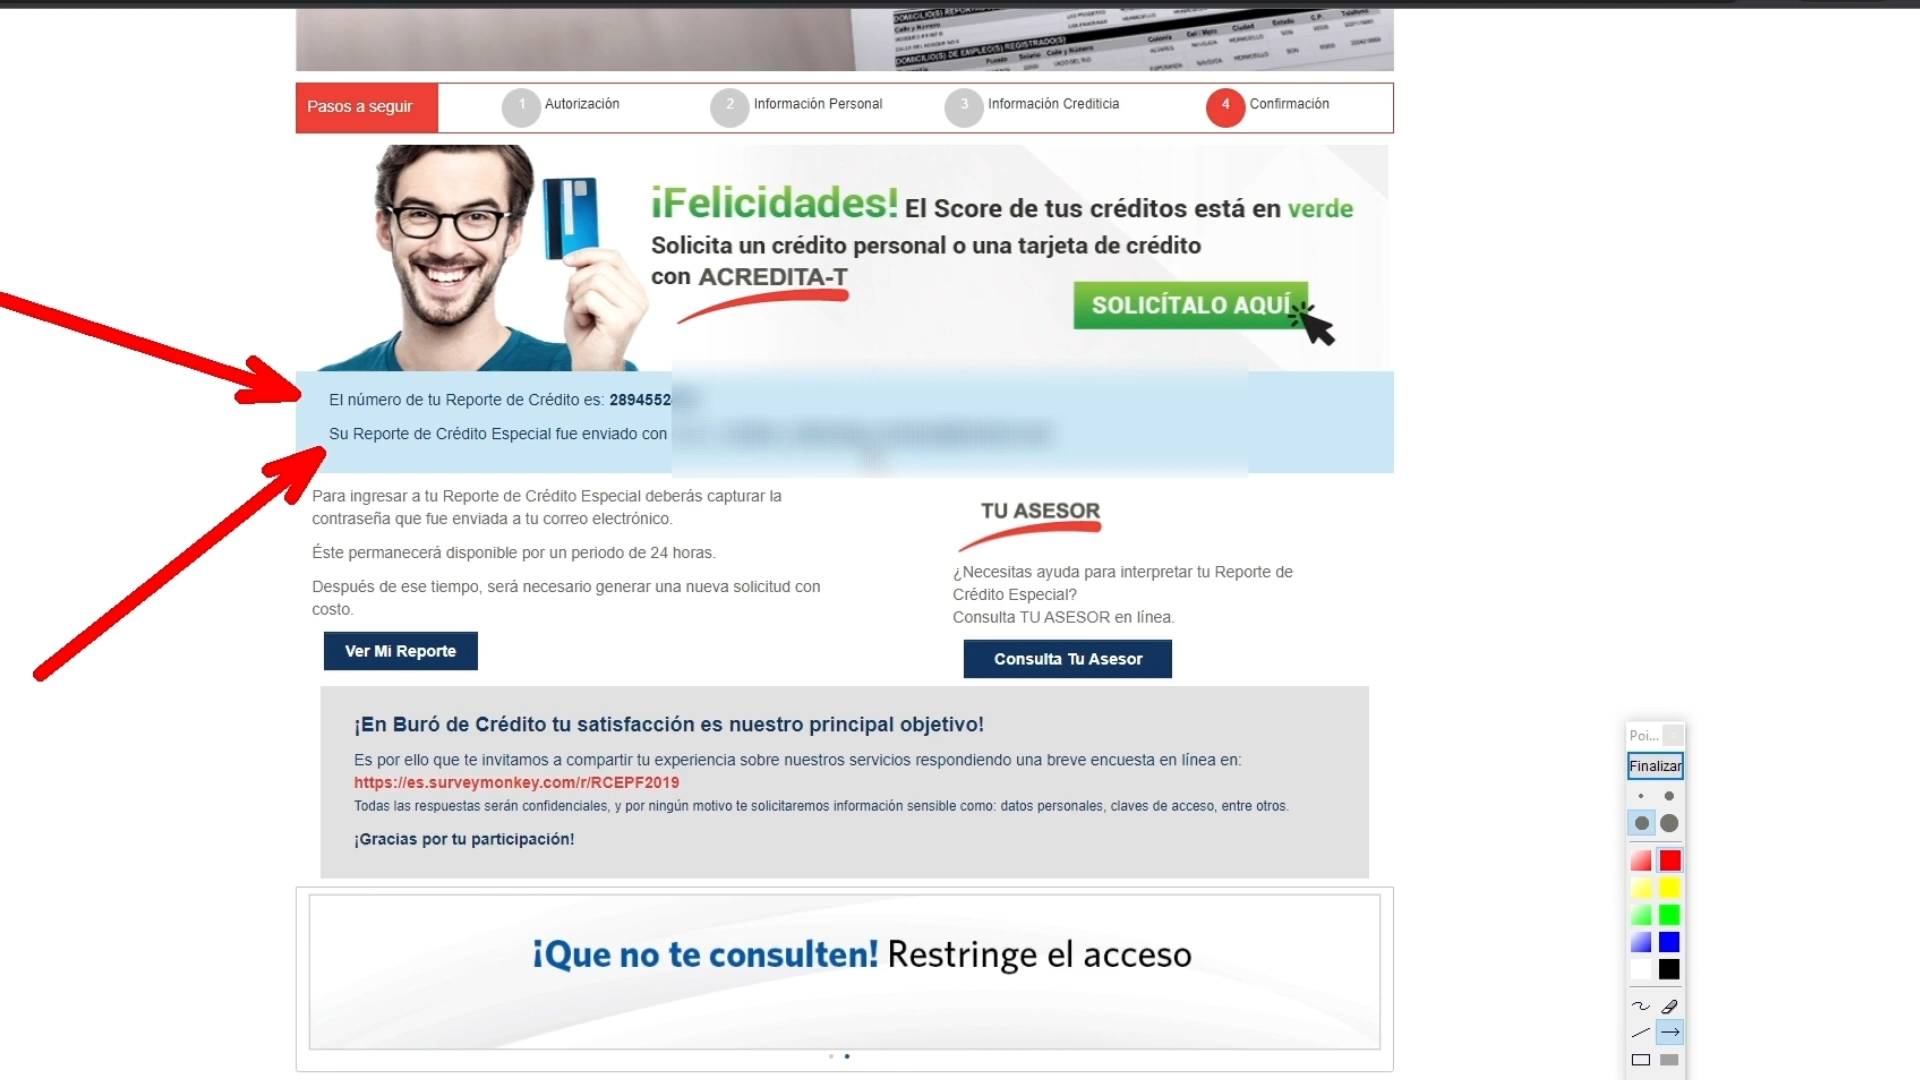 DOMICILIO(S) DE EMPLEO(S) REGISTRADO(S)
Pasos a seguir
1 Autorización
2 Información Personal
3 Información Crediticia
4 Confirmación
¡Felicidades! El Score de tus créditos está en verde
Solicita un crédito personal o una tarjeta de crédito
con ACREDITA-T
SOLICÍTALO AQUÍ
El número de tu Reporte de Crédito es: 2894552
Su Reporte de Crédito Especial fue enviado con
Para ingresar a tu Reporte de Crédito Especial deberás capturar la
contraseña que fue enviada a tu correo electrónico.
Éste permanecerá disponible por un periodo de 24 horas.
Después de ese tiempo, será necesario generar una nueva solicitud con
costo.
Ver Mi Reporte
TU ASESOR
¿Necesitas ayuda para interpretar tu Reporte de
Crédito Especial?
Consulta TU ASESOR en línea.
Consulta Tu Asesor
¡En Buró de Crédito tu satisfacción es nuestro principal objetivo!
Es por ello que te invitamos a compartir tu experiencia sobre nuestros servicios respondiendo una breve encuesta en línea en:
https://es.surveymonkey.com/r/RCEPF2019
Todas las respuestas serán confidenciales, y por ningún motivo te solicitaremos información sensible como: datos personales, claves de acceso, entre otros.
¡Gracias por tu participación!
¡Que no te consulten! Restringe el acceso
Poi...
Finalizar